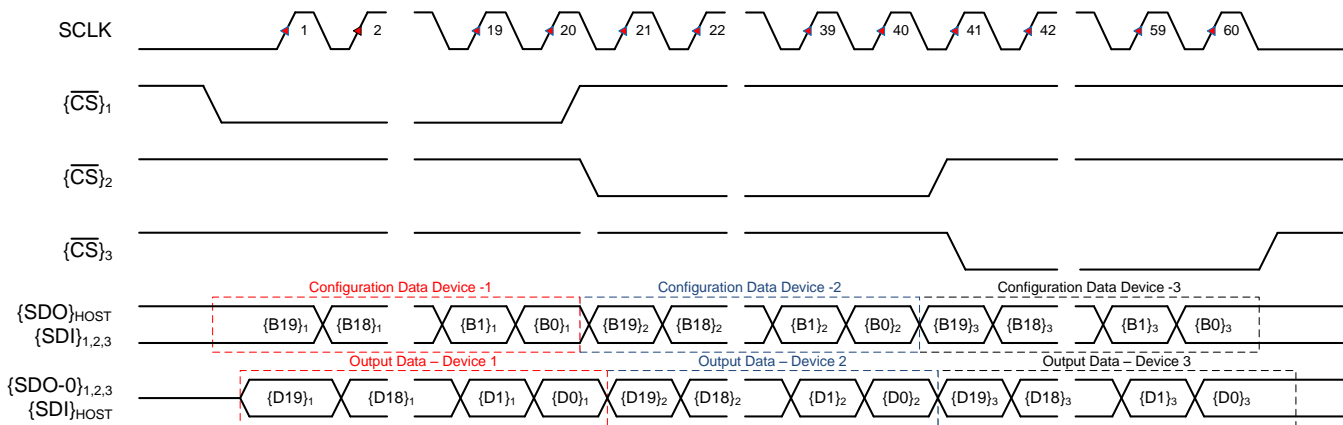 SCLK 1 2 19 20 21 22 39 40 41 42 59 60
{C̅S̅}1
{C̅S̅}2
{C̅S̅}3
Configuration Data Device -1 Configuration Data Device -2 Configuration Data Device -3
{SDO}HOST
{SDI}1,2,3
{B19}1 {B18}1 {B1}1 {B0}1 {B19}2 {B18}2 {B1}2 {B0}2 {B19}3 {B18}3 {B1}3 {B0}3
Output Data – Device 1 Output Data – Device 2 Output Data – Device 3
{SDO-0}1,2,3
{SDI}HOST
{D19}1 {D18}1 {D1}1 {D0}1 {D19}2 {D18}2 {D1}2 {D0}2 {D19}3 {D18}3 {D1}3 {D0}3